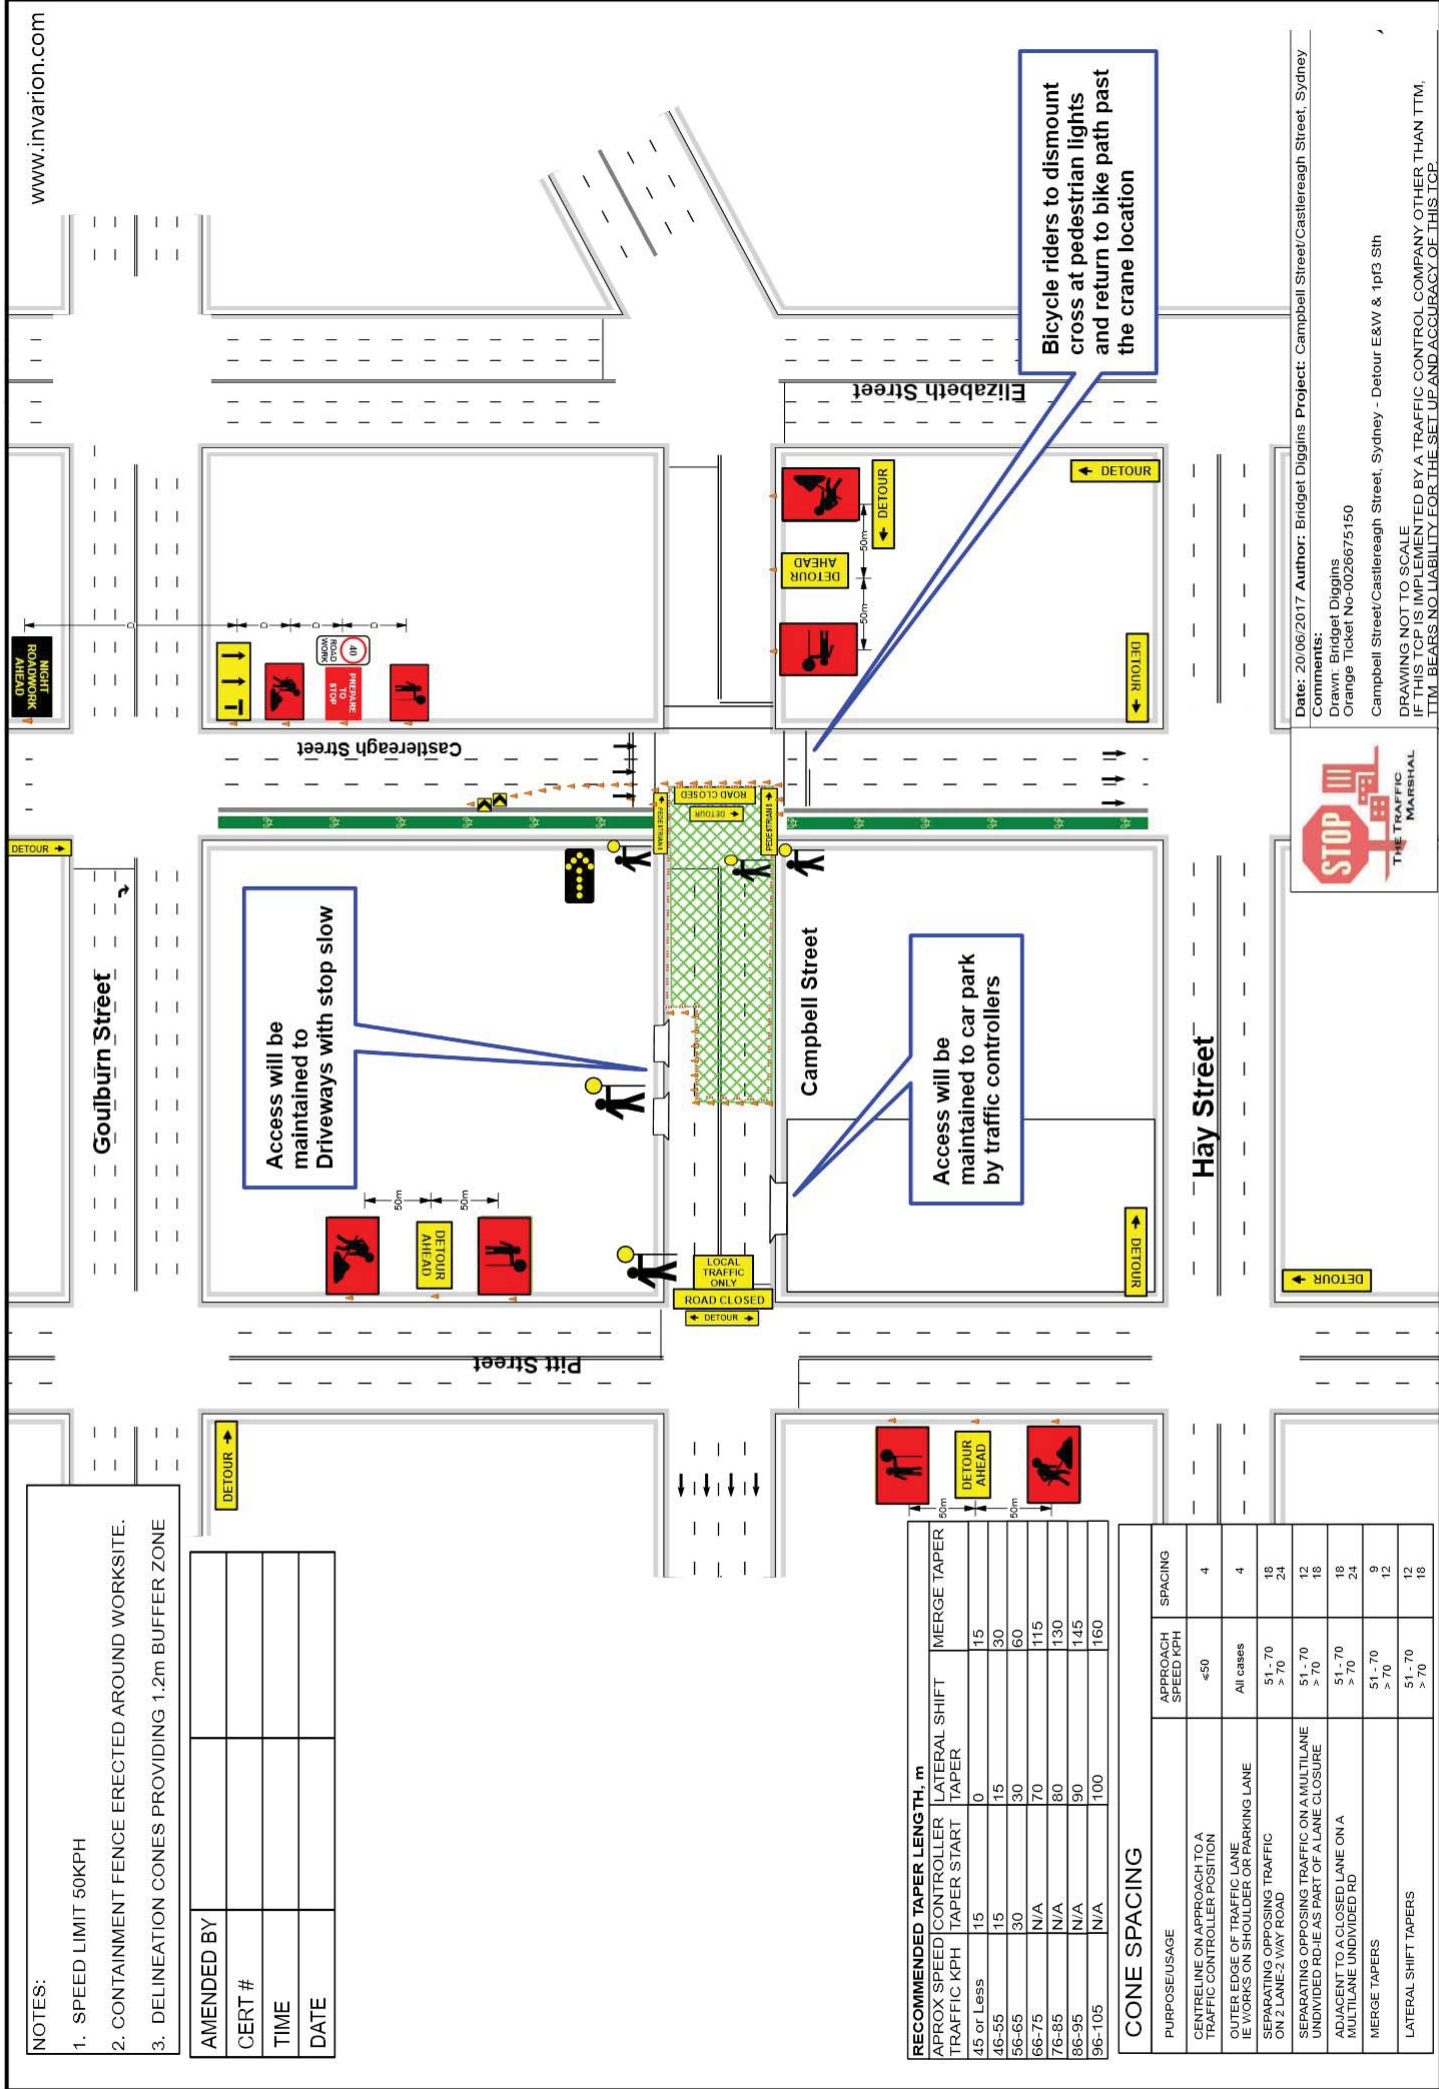 www.invarion.com
NOTES:
1. SPEED LIMIT 50KPH
2. CONTAINMENT FENCE ERECTED AROUND WORKSITE.
3. DELINEATION CONES PROVIDING 1.2m BUFFER ZONE
AMENDED BY
CERT #
TIME
DATE
DETOUR
Goulburn Street
DETOUR
NIGHT
ROADWORK
AHEAD
Access will be
maintained to
Driveways with stop slow
50m
50m
DETOUR
AHEAD
Pitt Street
Castlereagh Street
D
D
D
D
40
ROAD
WORK
PREPARE
TO
STOP
LOCAL
TRAFFIC
ONLY
ROAD CLOSED
DETOUR
PEDESTRIANS
ROAD CLOSED
DETOUR
PEDESTRIANS
Campbell Street
Access will be
maintained to car park
by traffic controllers
Elizabeth Street
DETOUR
AHEAD
50m
50m
DETOUR
DETOUR
DETOUR
DETOUR
DETOUR
Hay Street
Bicycle riders to dismount
cross at pedestrian lights
and return to bike path past
the crane location
DETOUR
AHEAD
50m
50m
RECOMMENDED TAPER LENGTH, m
APROX SPEED TRAFFIC KPH CONTROLLER TAPER START LATERAL SHIFT TAPER MERGE TAPER
45 or Less 15 0 15
46-55 15 15 30
56-65 30 30 60
66-75 N/A 70 115
76-85 N/A 80 130
86-95 N/A 90 145
96-105 N/A 100 160
CONE SPACING
PURPOSE/USAGE APPROACH SPEED KPH SPACING
CENTRELINE ON APPROACH TO A
TRAFFIC CONTROLLER POSITION ≤50 4
OUTER EDGE OF TRAFFIC LANE
IE WORKS ON SHOULDER OR PARKING LANE All cases 4
SEPARATING OPPOSING TRAFFIC 51 - 70 18
ON 2 LANE-2 WAY ROAD > 70 24
SEPARATING OPPOSING TRAFFIC ON A MULTILANE 51 - 70 12
UNDIVIDED RD-IE AS PART OF A LANE CLOSURE > 70 18
ADJACENT TO A CLOSED LANE ON A 51 - 70 18
MULTILANE UNDIVIDED RD > 70 24
MERGE TAPERS 51 - 70 9
> 70 12
LATERAL SHIFT TAPERS 51 - 70 12
> 70 18
STOP
THE TRAFFIC
MARSHAL
Date: 20/06/2017 Author: Bridget Diggins Project: Campbell Street/Castlereagh Street, Sydney
Comments:
Drawn: Bridget Diggins
Orange Ticket No-0026675150
Campbell Street/Castlereagh Street, Sydney - Detour E&W & 1pf3 Sth
DRAWING NOT TO SCALE
IF THIS TCP IS IMPLEMENTED BY A TRAFFIC CONTROL COMPANY OTHER THAN TTM,
TTM BEARS NO LIABILITY FOR THE SET UP AND ACCURACY OF THIS TCP.